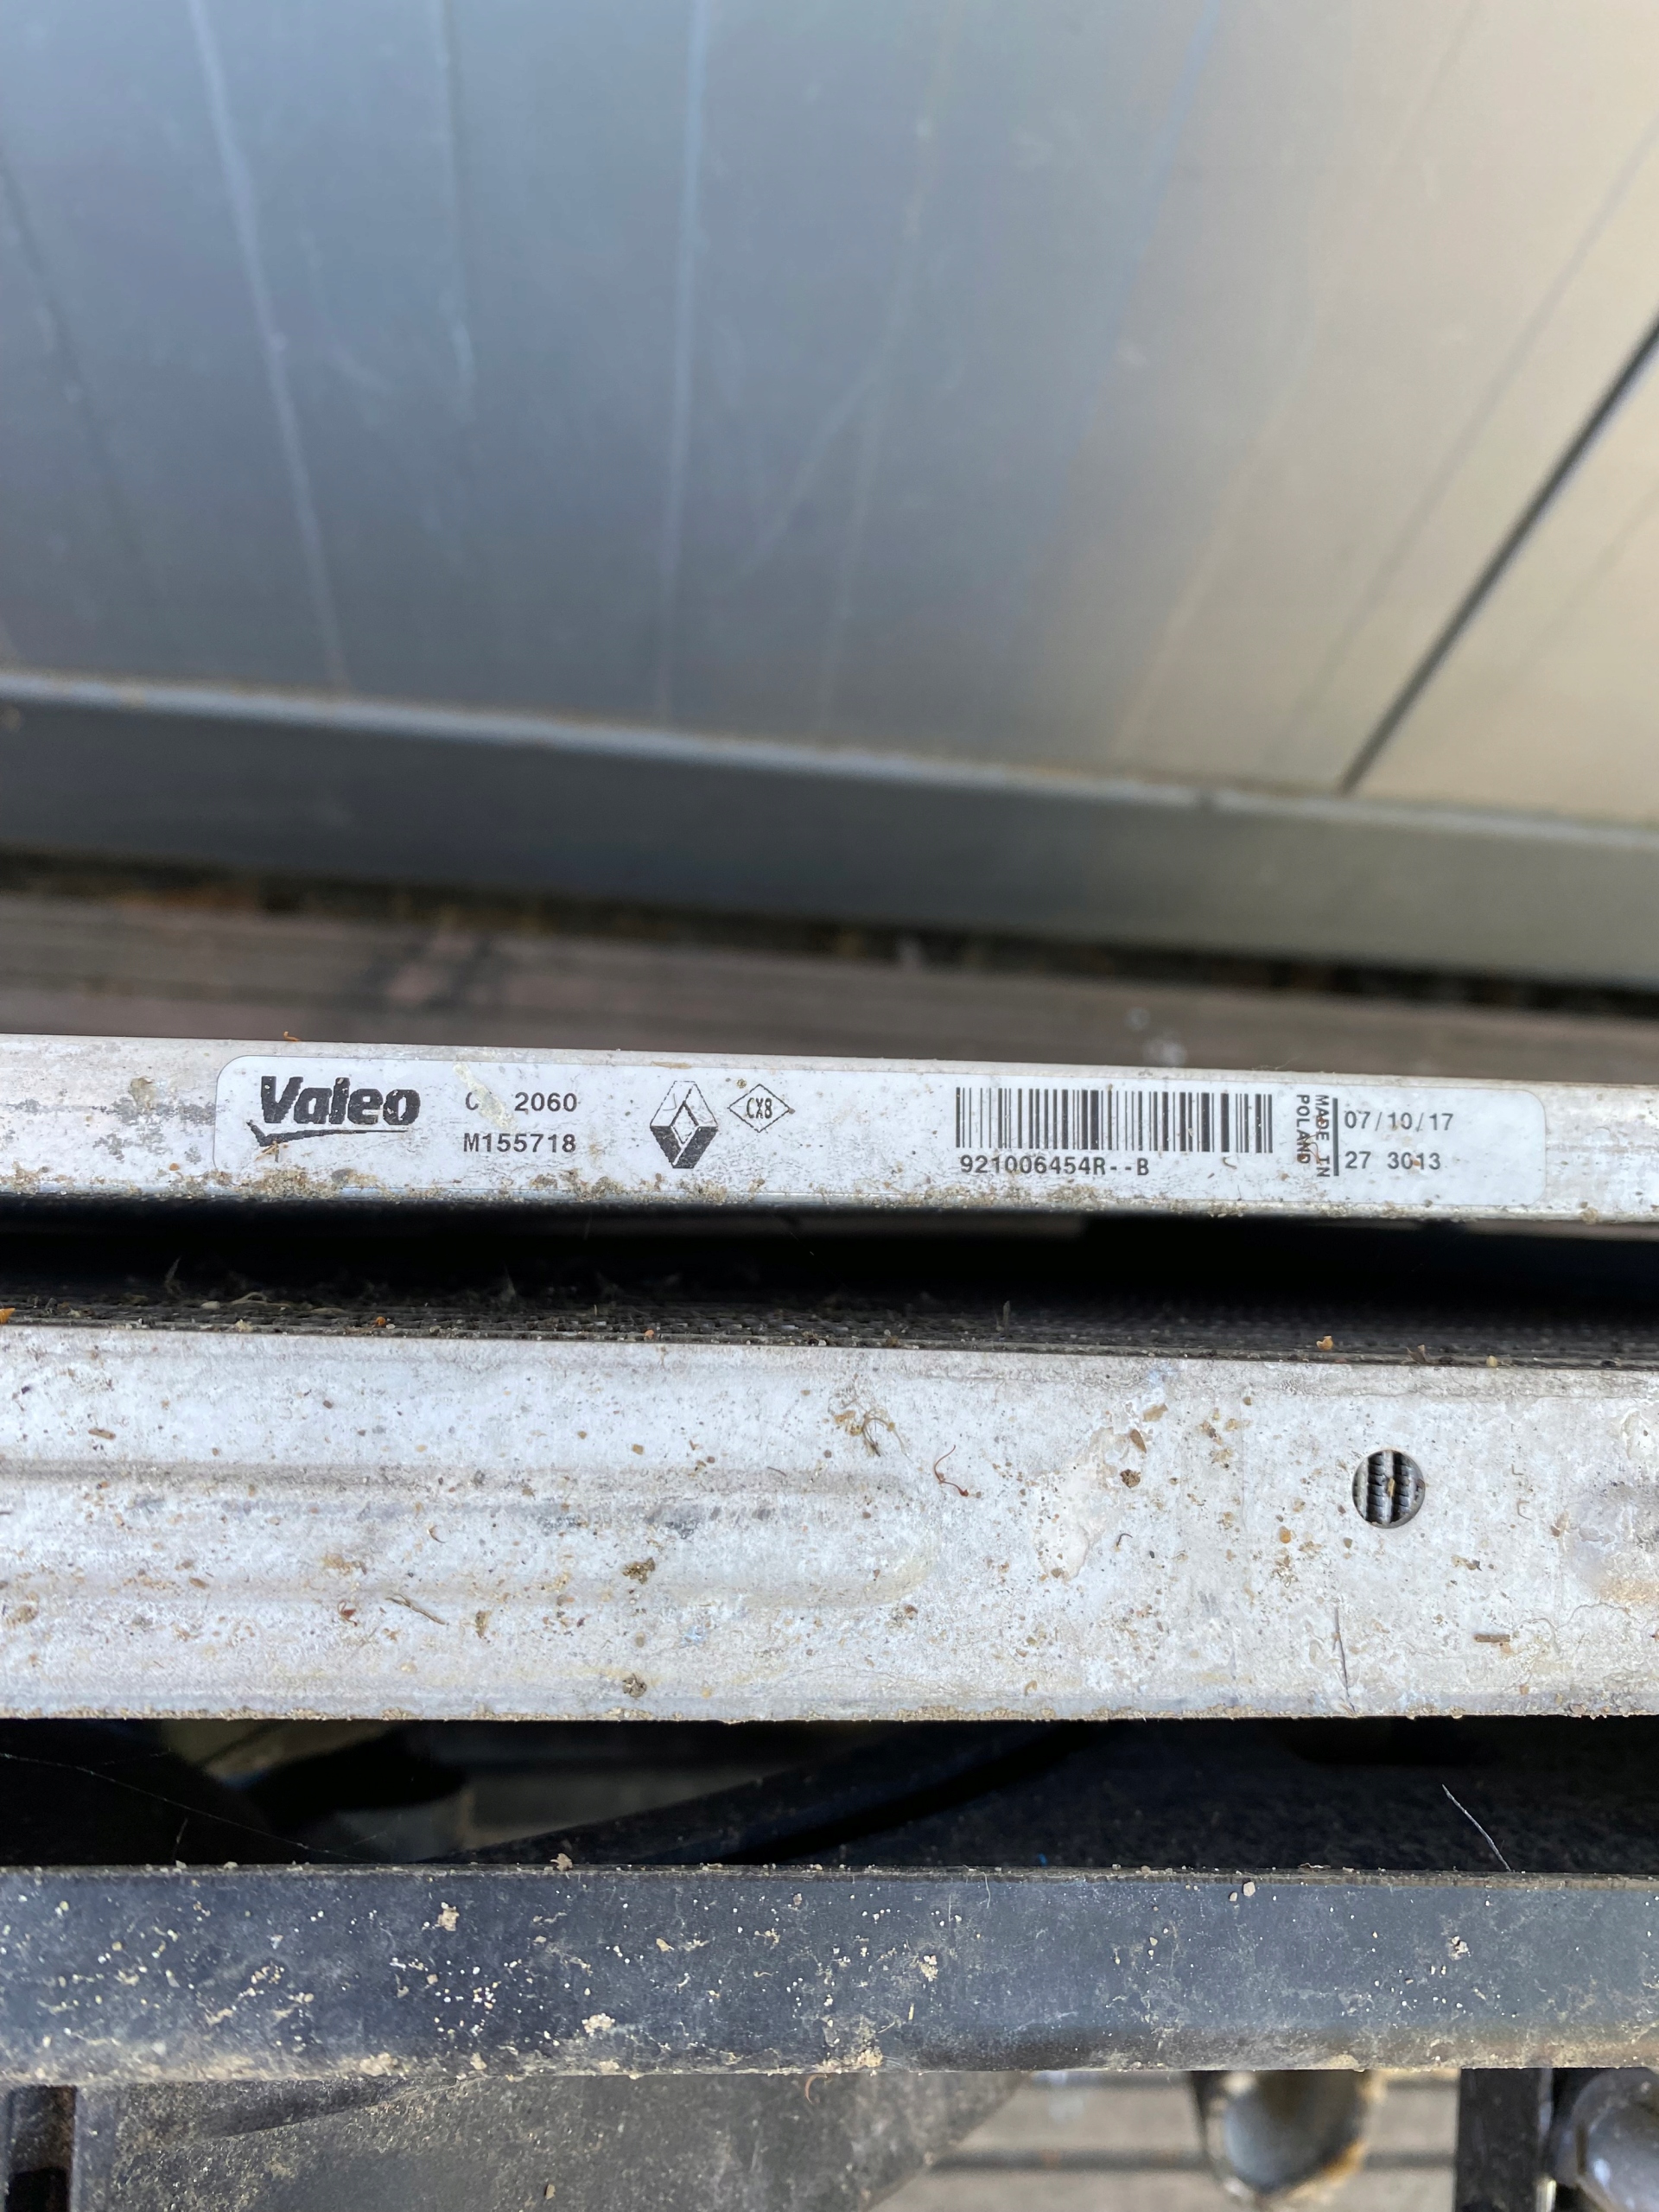 Valeo
2060
M155718
CX8
921006454R--B
MADE IN
POLAND
07/10/17
27 3013